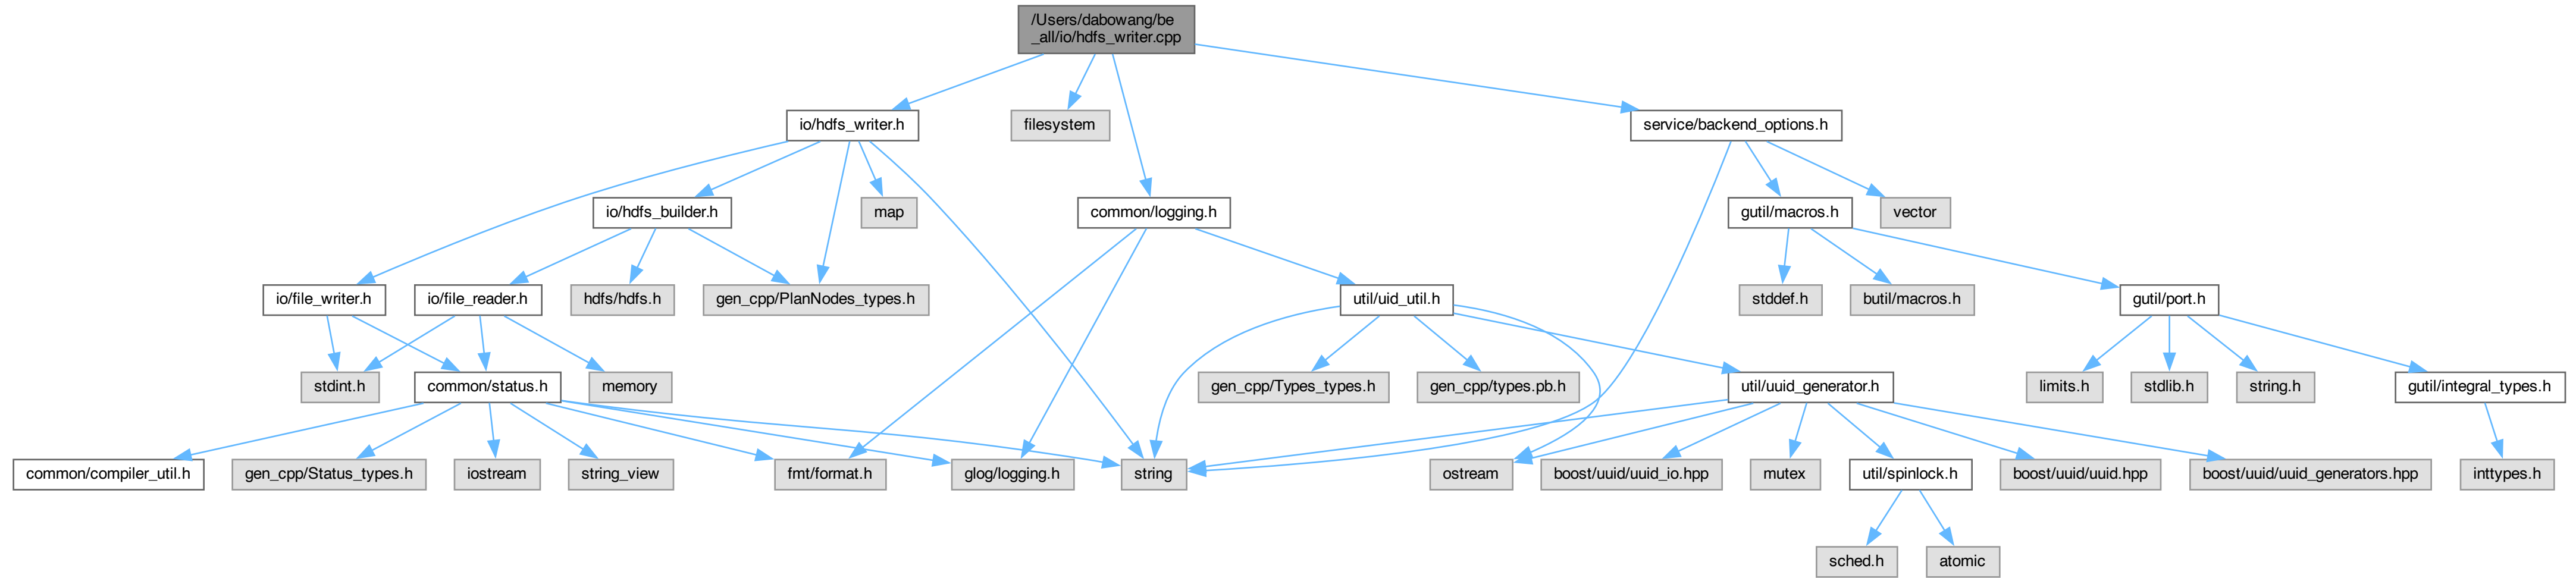 /Users/dabowang/be
_all/io/hdfs_writer.cpp
io/hdfs_writer.h
filesystem
service/backend_options.h
io/hdfs_builder.h
map
common/logging.h
gutil/macros.h
vector
io/file_writer.h
io/file_reader.h
hdfs/hdfs.h
gen_cpp/PlanNodes_types.h
util/uid_util.h
stddef.h
butil/macros.h
gutil/port.h
stdint.h
common/status.h
memory
gen_cpp/Types_types.h
gen_cpp/types.pb.h
util/uuid_generator.h
limits.h
stdlib.h
string.h
gutil/integral_types.h
common/compiler_util.h
gen_cpp/Status_types.h
iostream
string_view
fmt/format.h
glog/logging.h
string
ostream
boost/uuid/uuid_io.hpp
mutex
util/spinlock.h
boost/uuid/uuid.hpp
boost/uuid/uuid_generators.hpp
inttypes.h
sched.h
atomic